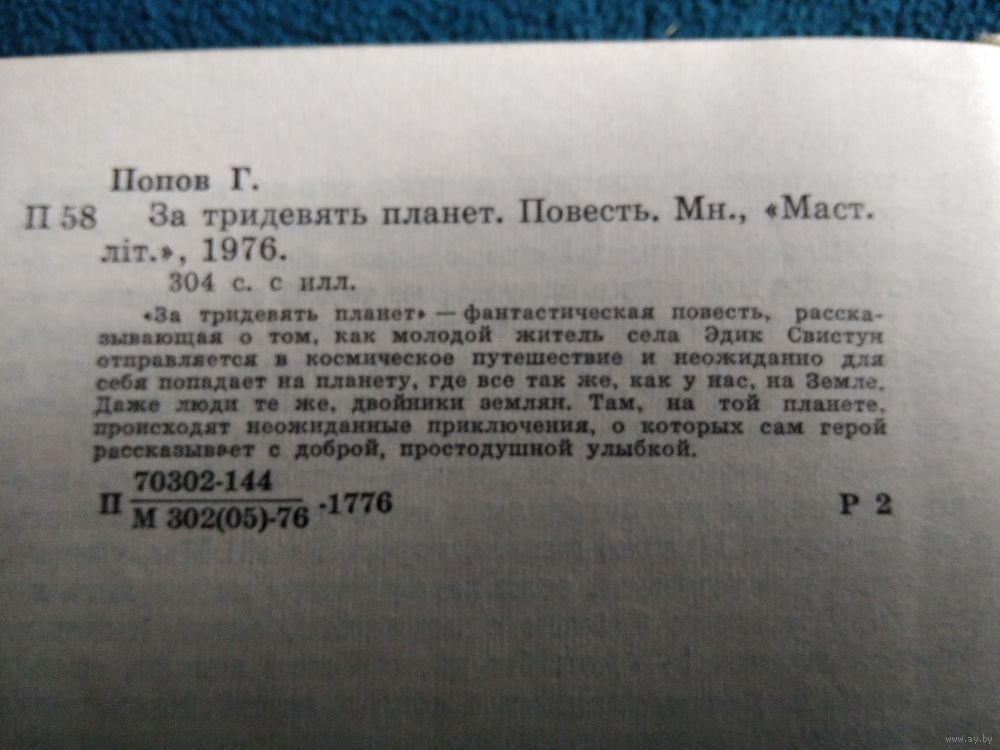 Попов Г.
П 58 За тридевять планет. Повесть. Мн., «Маст.
літ.», 1976.
304 с. с илл.
«За тридевять планет» — фантастическая повесть, расска-
зывающая о том, как молодой житель села Эдик Свистун
отправляется в космическое путешествие и неожиданно для
себя попадает на планету, где все так же, как у нас, на Земле.
Даже люди те же, двойники землян. Там, на той планете,
происходят неожиданные приключения, о которых сам герой
рассказывает с доброй, простодушной улыбкой.
70302-144
П -1776 Р 2
М 302(05)-76
www.ay.by